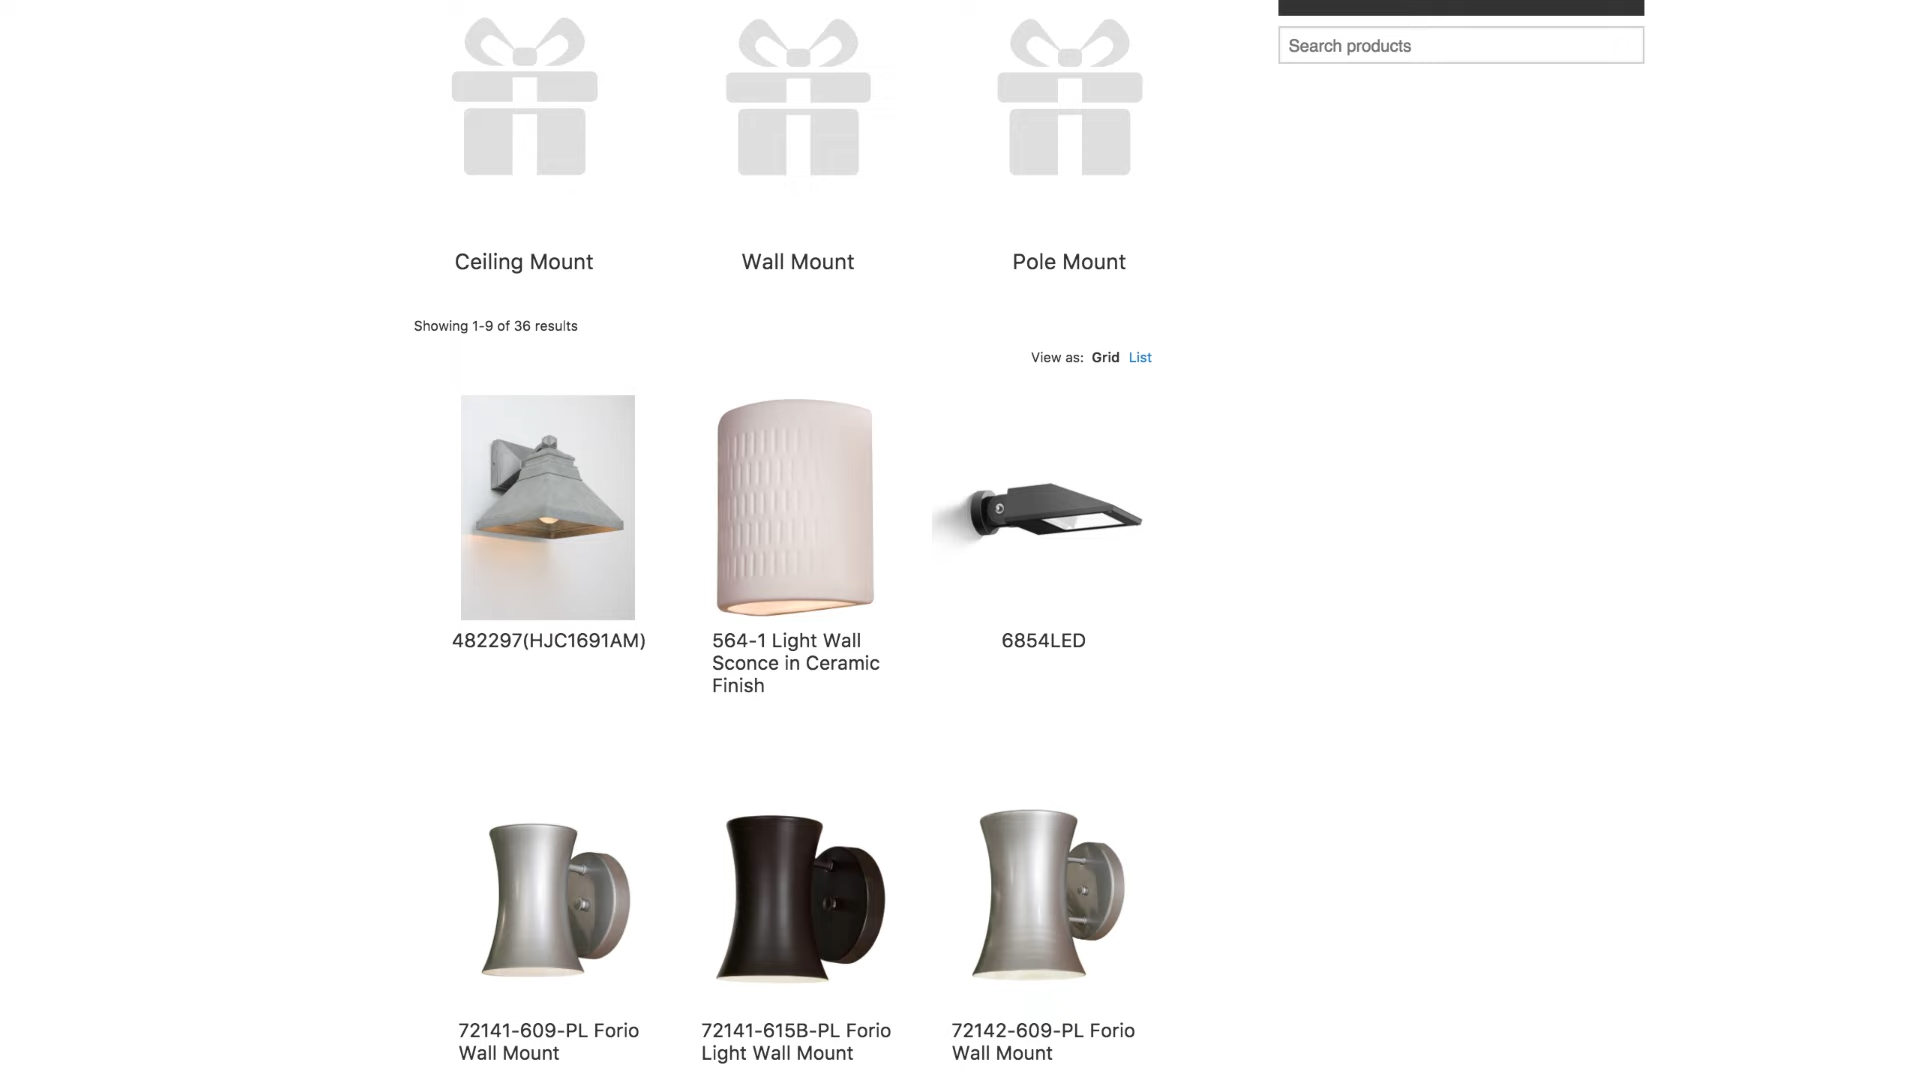 Search products
Ceiling Mount
Wall Mount
Pole Mount
Showing 1-9 of 36 results
View as: Grid List
482297(HJC1691AM)
564-1 Light Wall
Sconce in Ceramic
Finish
6854LED
72141-609-PL Forio
Wall Mount
72141-615B-PL Forio
Light Wall Mount
72142-609-PL Forio
Wall Mount